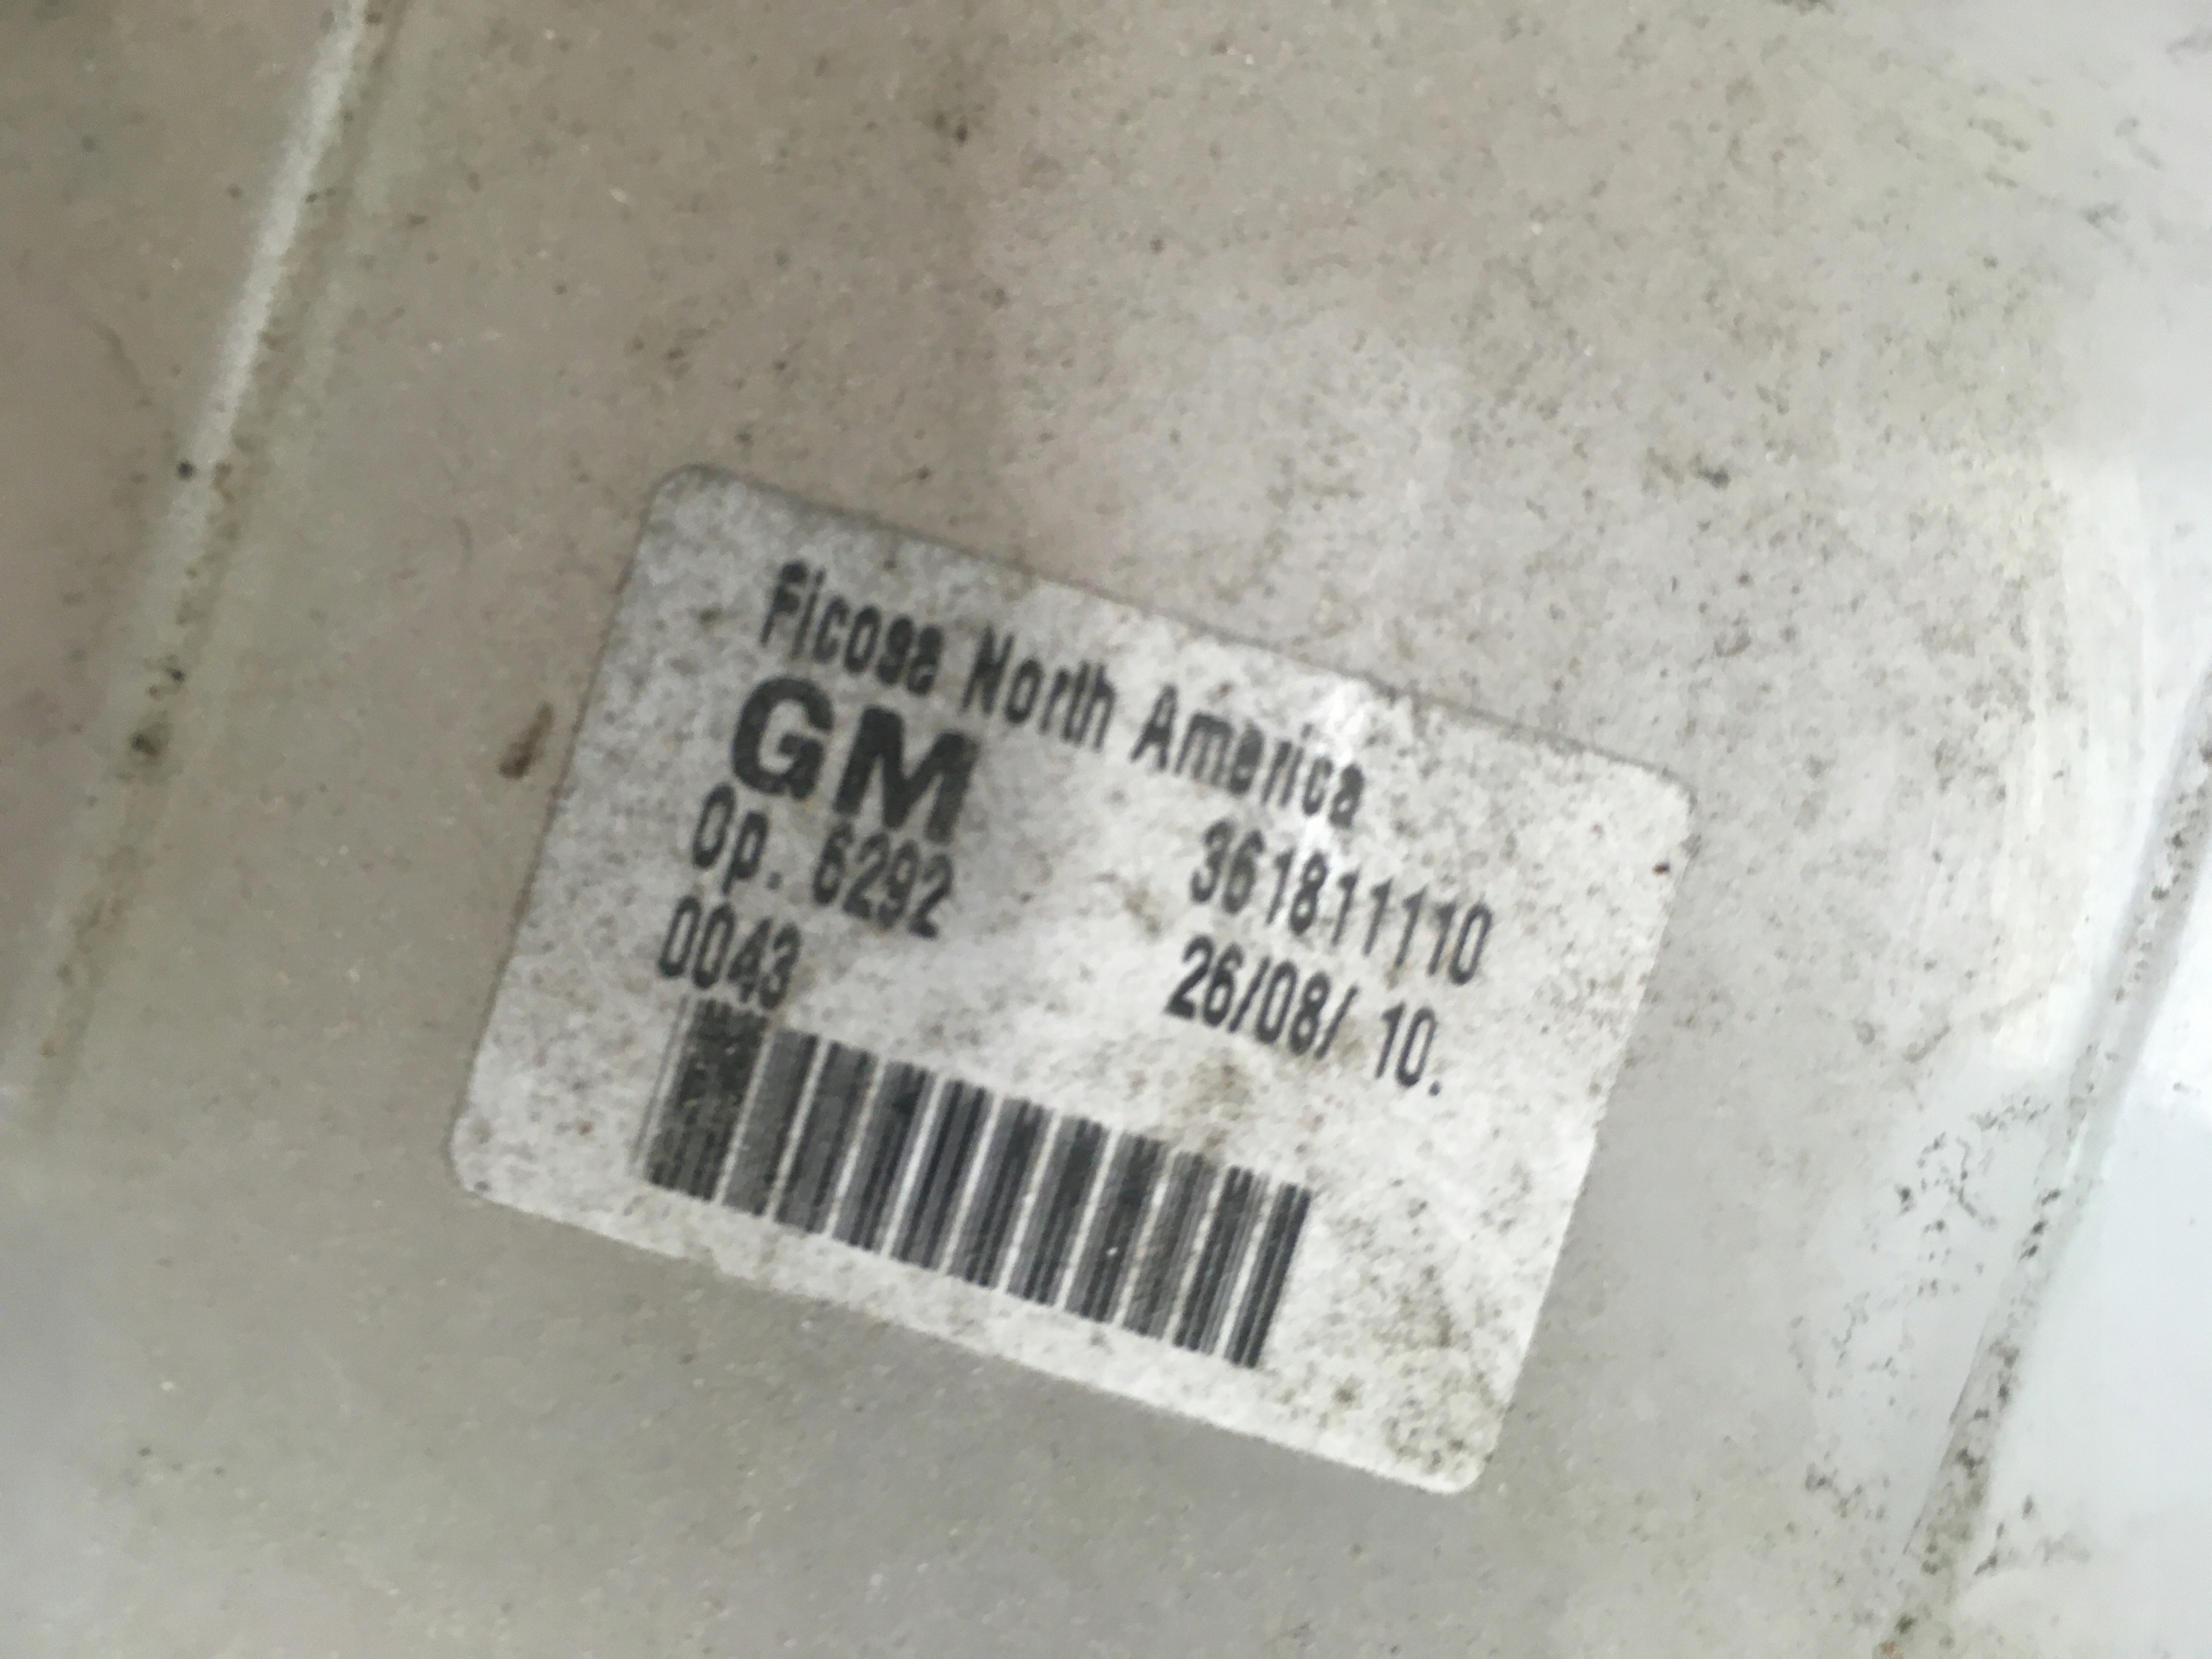 Ficosa North America
GM 361811110
Op. 6292 26/08/ 10.
0043